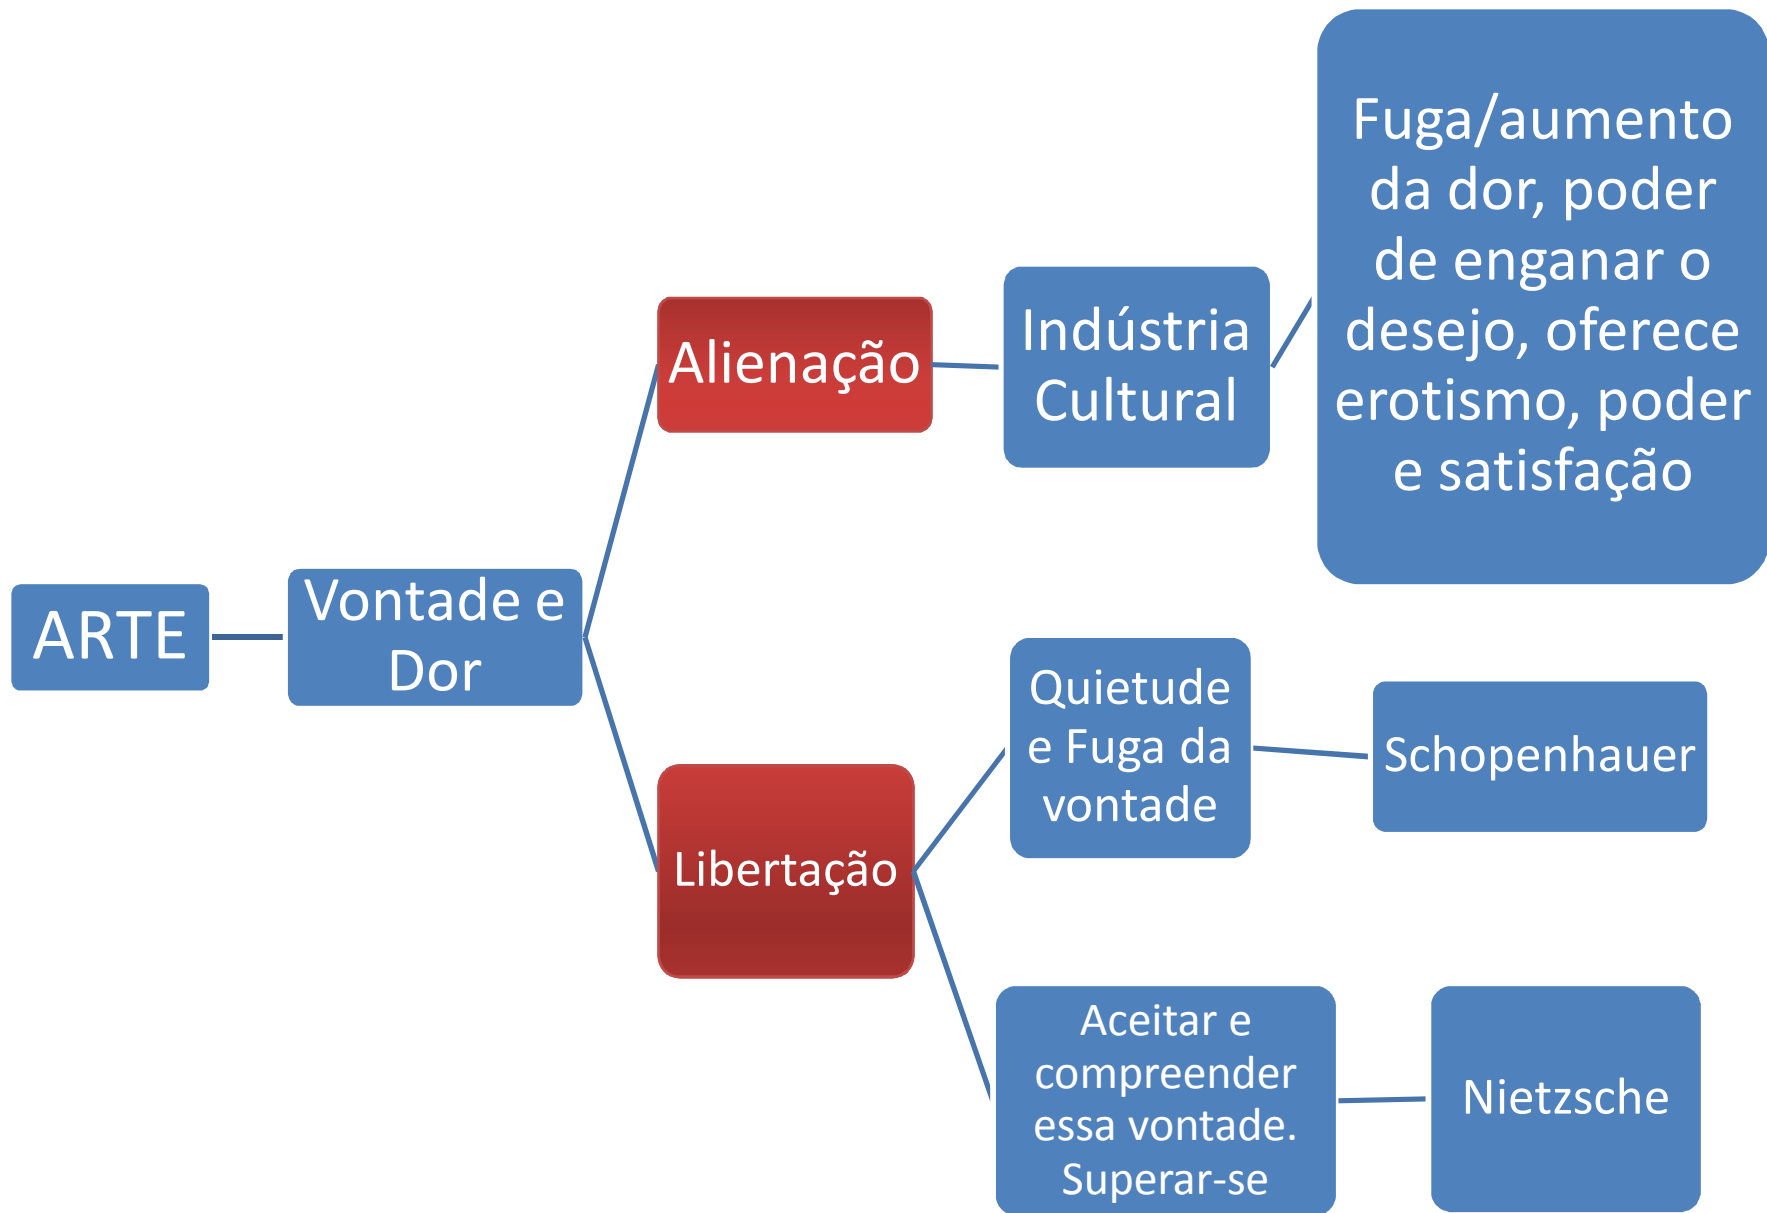 ARTE
Vontade e
Dor
Alienação
Indústria
Cultural
Fuga/aumento
da dor, poder
de enganar o
desejo, oferece
erotismo, poder
e satisfação
Libertação
Quietude
e Fuga da
vontade
Schopenhauer
Aceitar e
compreender
essa vontade.
Superar-se
Nietzsche